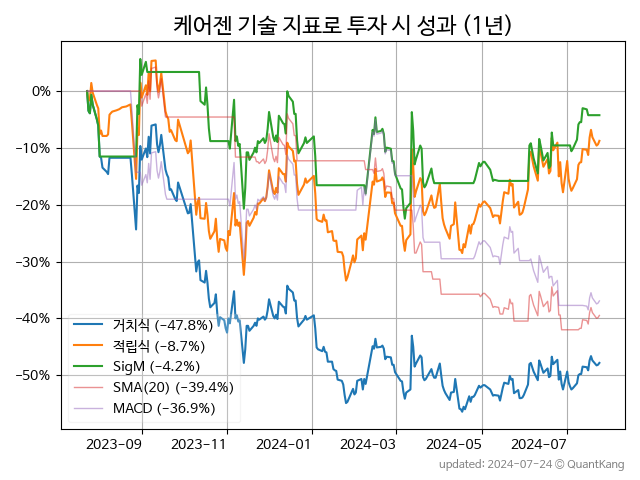 케어젠 기술 지표로 투자 시 성과 (1년)
0%
−10%
−20%
−30%
−40%
−50%
거치식 (−47.8%)
적립식 (−8.7%)
SigM (−4.2%)
SMA(20) (−39.4%)
MACD (−36.9%)
2023-09
2023-11
2024-01
2024-03
2024-05
2024-07
updated: 2024-07-24 @ QuantKang